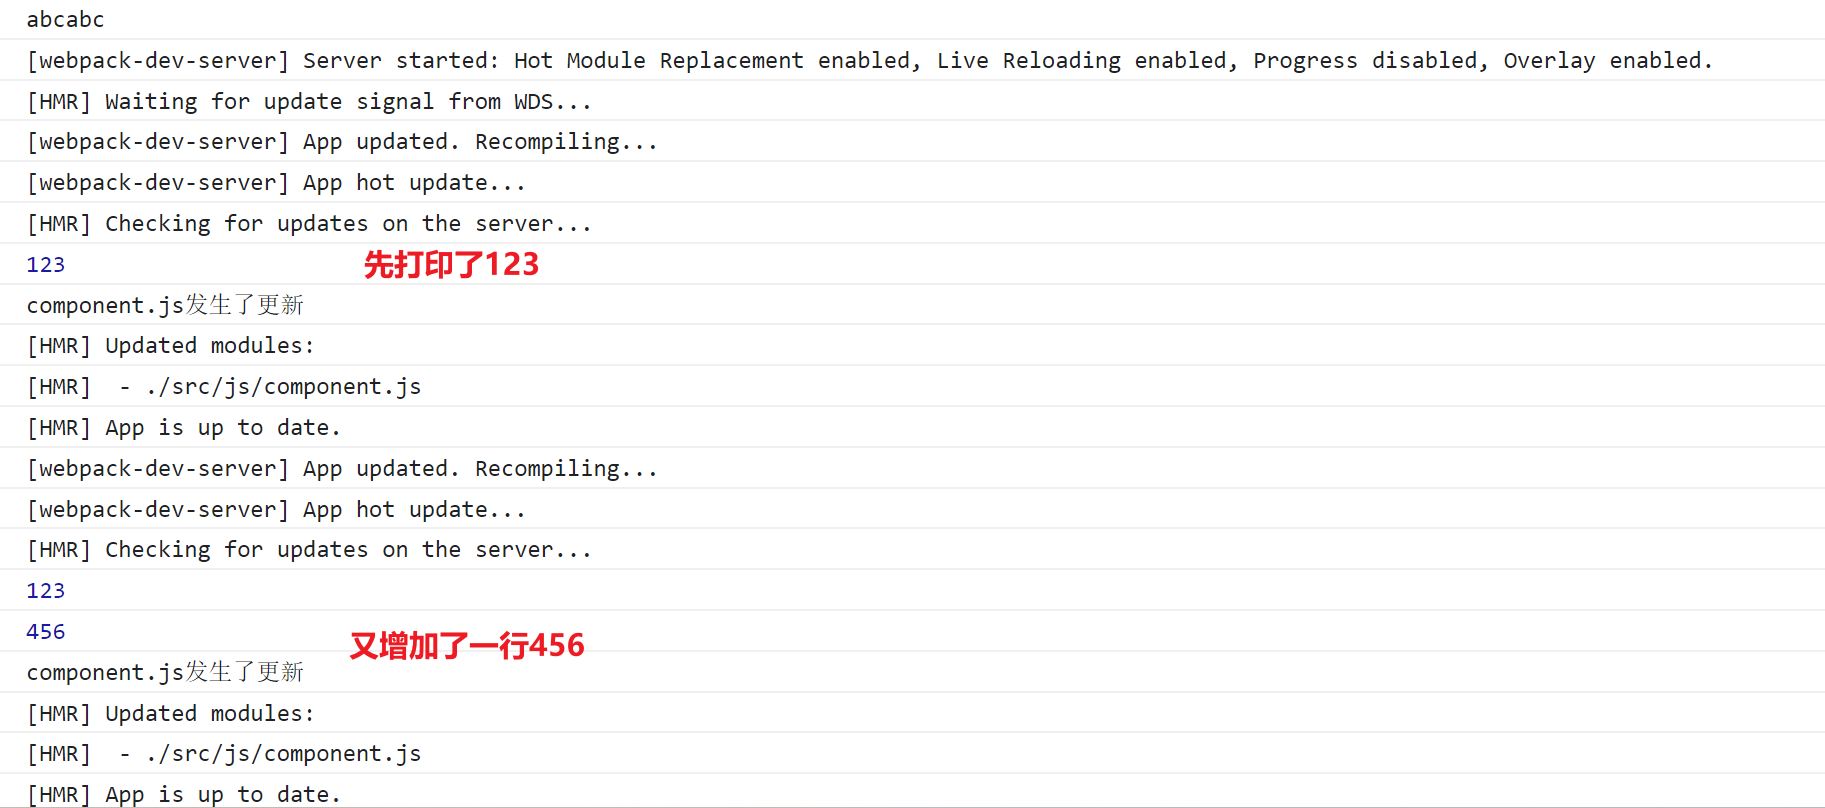 abcabc
[webpack-dev-server] Server started: Hot Module Replacement enabled, Live Reloading enabled, Progress disabled, Overlay enabled.
[HMR] Waiting for update signal from WDS...
[webpack-dev-server] App updated. Recompiling...
[webpack-dev-server] App hot update...
[HMR] Checking for updates on the server...
123 先打印了123
component.js发生了更新
[HMR] Updated modules:
[HMR]  - ./src/js/component.js
[HMR] App is up to date.
[webpack-dev-server] App updated. Recompiling...
[webpack-dev-server] App hot update...
[HMR] Checking for updates on the server...
123
456
又增加了一行456
component.js发生了更新
[HMR] Updated modules:
[HMR]  - ./src/js/component.js
[HMR] App is up to date.